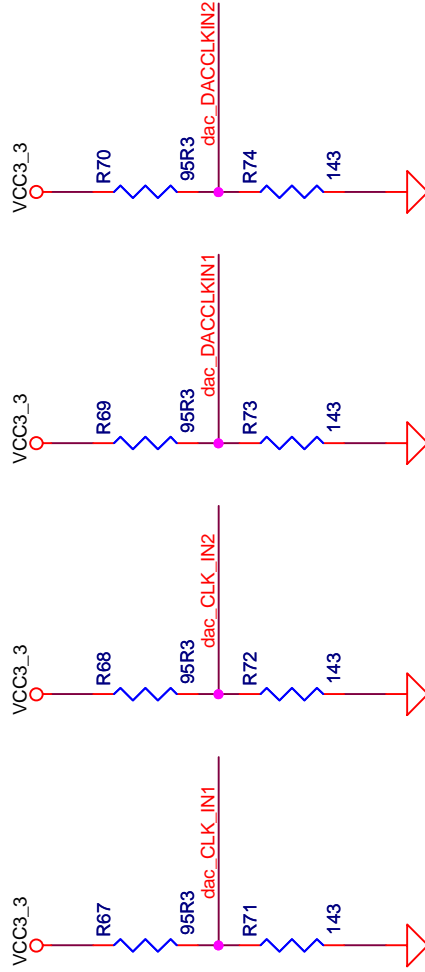 VCC3_3
R70
95R3
dac_DACCLKIN2
R74
143
VCC3_3
R69
95R3
dac_DACCLKIN1
R73
143
VCC3_3
R68
95R3
dac_CLK_IN2
R72
143
VCC3_3
R67
95R3
dac_CLK_IN1
R71
143